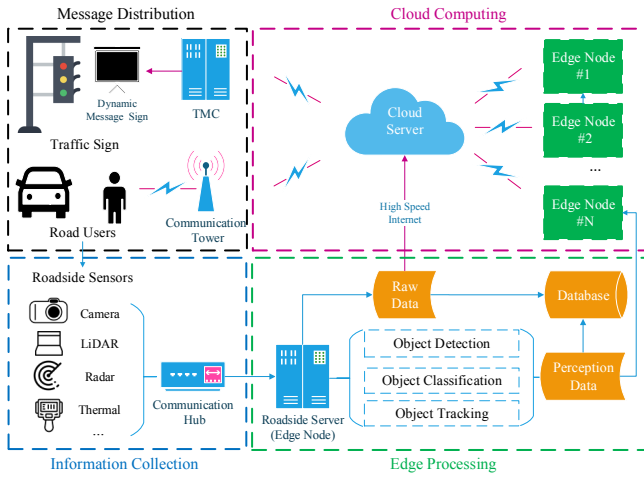 Message Distribution
Dynamic
Message Sign
TMC
Traffic Sign
Road Users
Communication
Tower
Cloud Computing
Cloud
Server
Edge Node
#1
Edge Node
#2
...
Edge Node
#N
High Speed
Internet
Roadside Sensors
Camera
LiDAR
Radar
Thermal
...
Communication
Hub
Information Collection
Raw
Data
Database
Object Detection
Object Classification
Object Tracking
Perception
Data
Roadside Server
(Edge Node)
Edge Processing